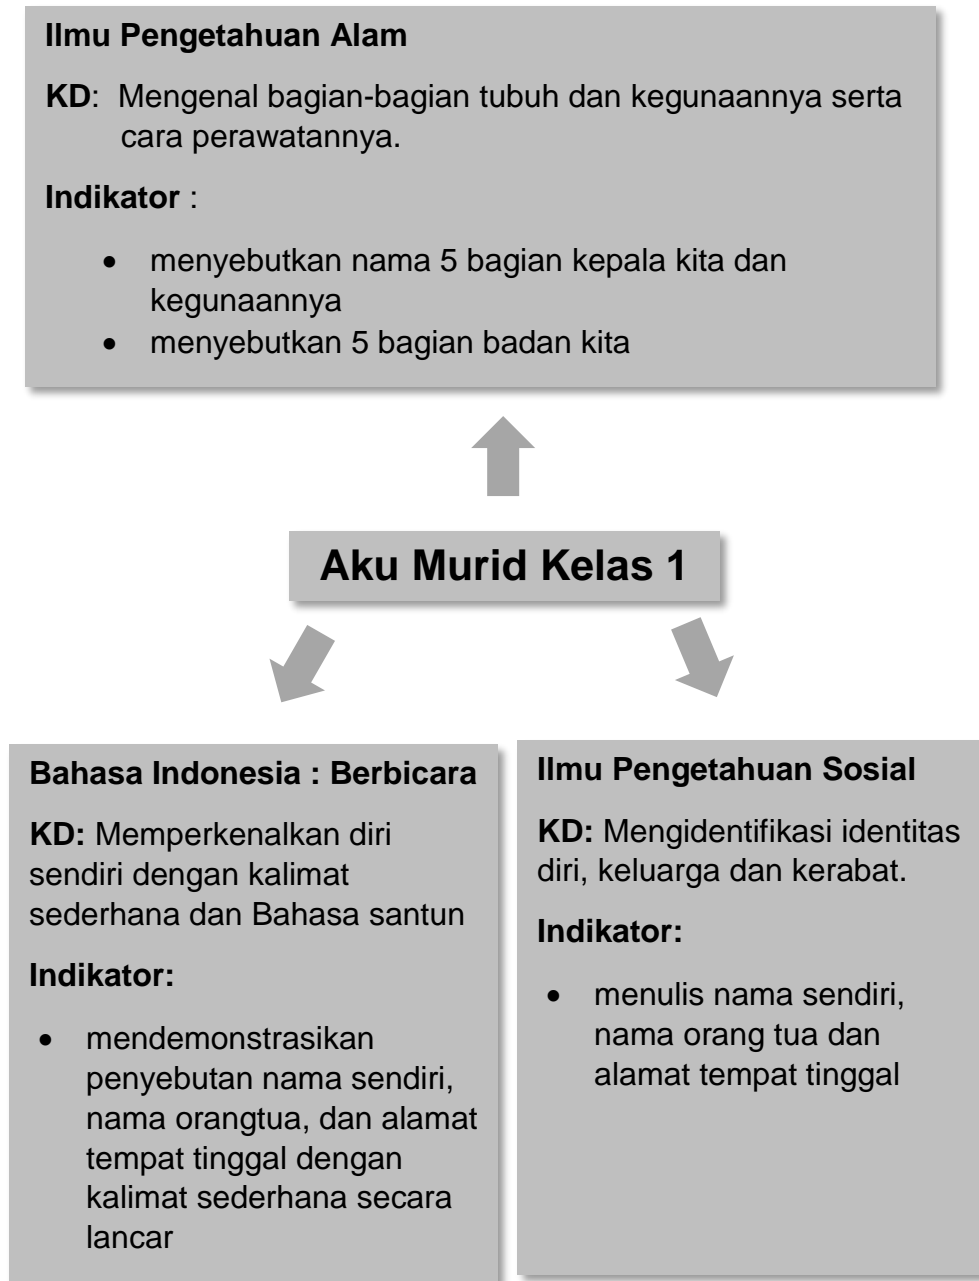 Ilmu Pengetahuan Alam
KD:  Mengenal bagian-bagian tubuh dan kegunaannya serta
cara perawatannya.
Indikator :
• menyebutkan nama 5 bagian kepala kita dan
kegunaannya
• menyebutkan 5 bagian badan kita
Aku Murid Kelas 1
Bahasa Indonesia : Berbicara
KD: Memperkenalkan diri
sendiri dengan kalimat
sederhana dan Bahasa santun
Indikator:
• mendemonstrasikan
penyebutan nama sendiri,
nama orangtua, dan alamat
tempat tinggal dengan
kalimat sederhana secara
lancar
Ilmu Pengetahuan Sosial
KD: Mengidentifikasi identitas
diri, keluarga dan kerabat.
Indikator:
• menulis nama sendiri,
nama orang tua dan
alamat tempat tinggal